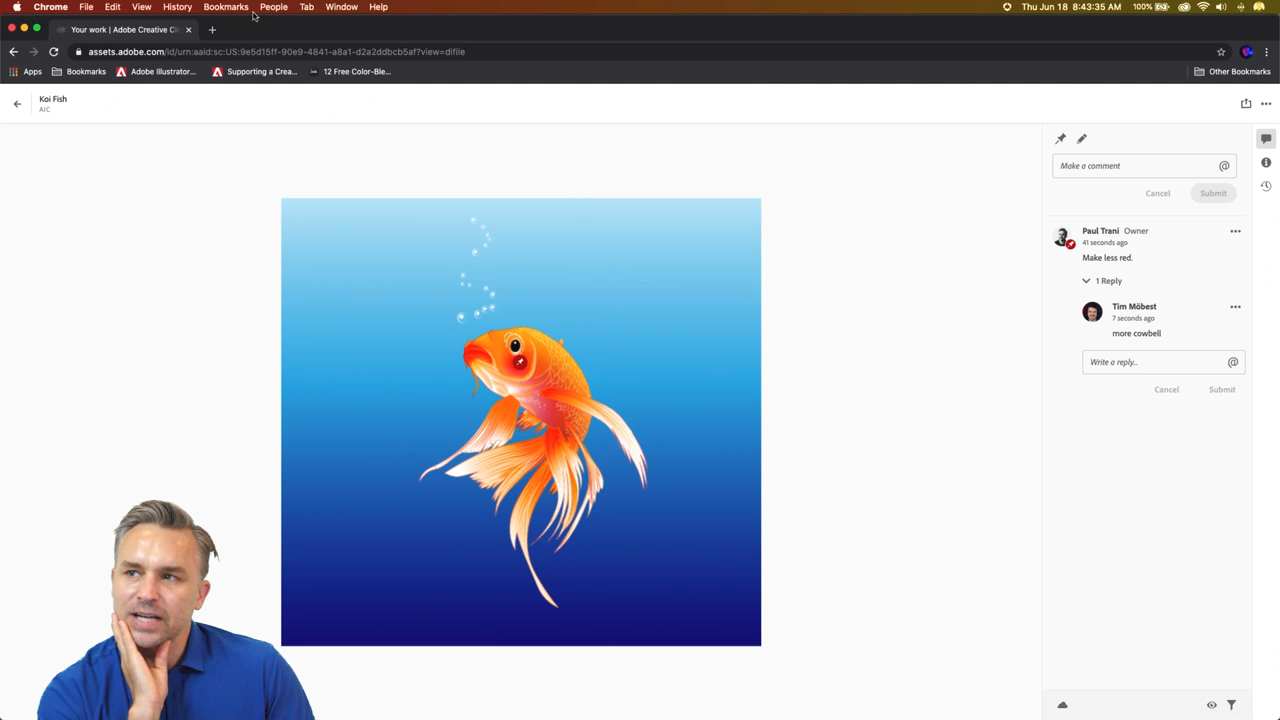 Chrome File Edit View History Bookmarks People Tab Window Help 100% Thu Jun 18 8:43:35 AM
Your work | Adobe Creative Cl
assets.adobe.com/id/urn:aaid:sc:US:9e5d15ff-90e9-4841-a8a1-d2a2ddbcb5af?view=difile
Apps Bookmarks Adobe Illustrator... Supporting a Crea... 12 Free Color-Ble... Other Bookmarks
Koi Fish
AIC
Make a comment @
Cancel Submit
Paul Trani Owner
41 seconds ago
Make less red.
1 Reply
Tim Möbest
7 seconds ago
more cowbell
Write a reply... @
Cancel Submit